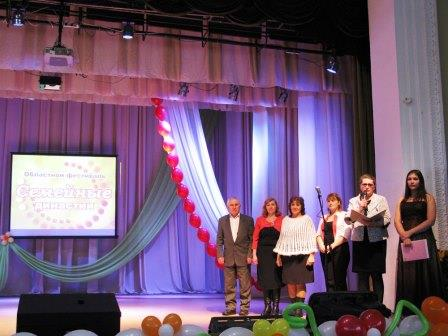 Областной фестиваль
Семейные
династии